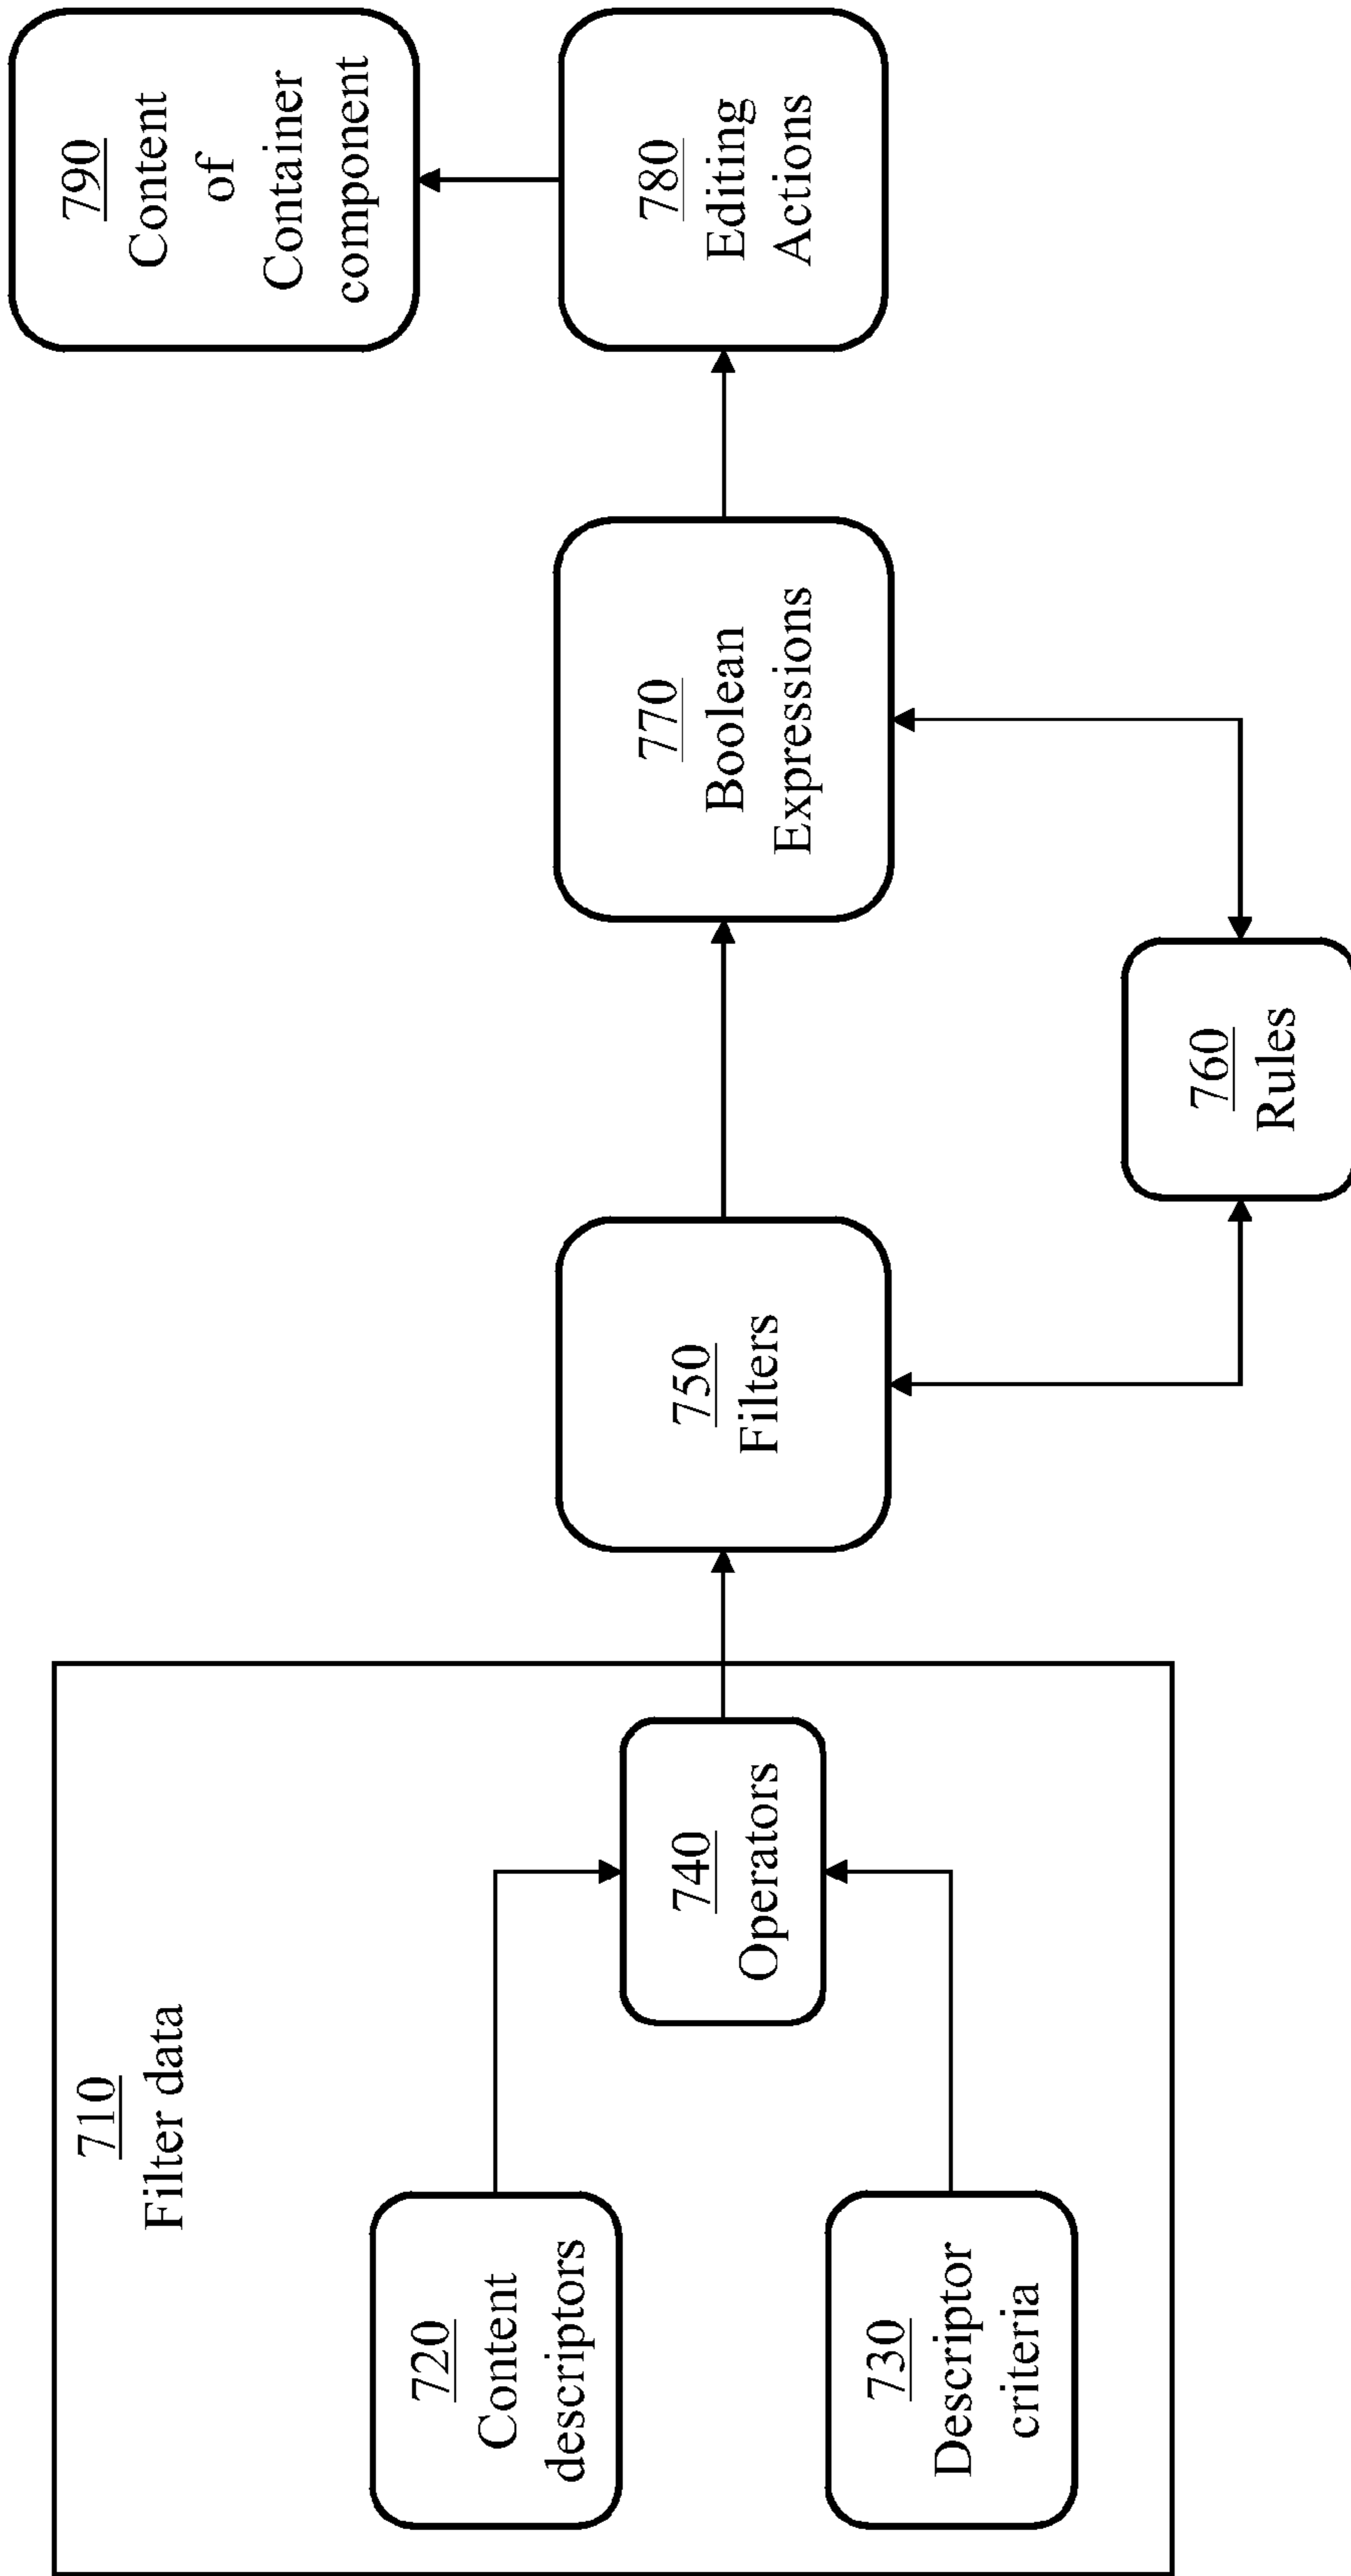 710
Filter data
720
Content
descriptors
730
Descriptor
criteria
740
Operators
750
Filters
760
Rules
770
Boolean
Expressions
780
Editing
Actions
790
Content
of
Container
component